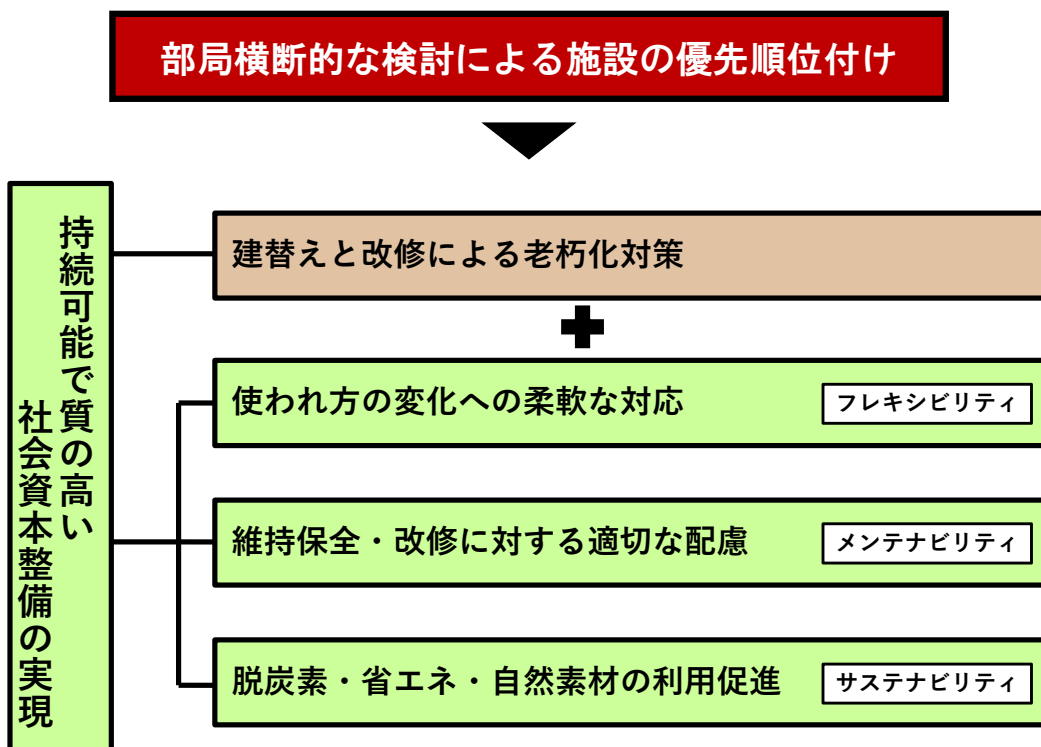 部局横断的な検討による施設の優先順位付け
持続可能で質の高い
社会資本整備の実現
建替えと改修による老朽化対策
使われ方の変化への柔軟な対応
フレキシビリティ
維持保全・改修に対する適切な配慮
メンテナビリティ
脱炭素・省エネ・自然素材の利用促進
サステナビリティ